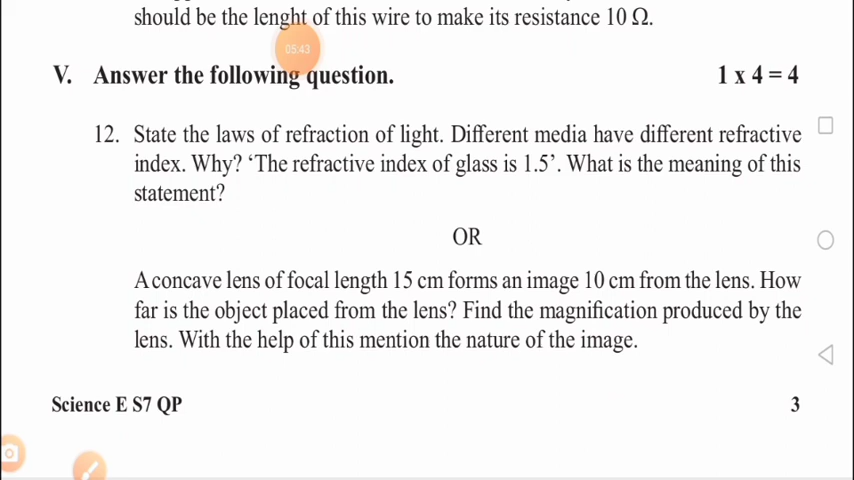 should be the lenght of this wire to make its resistance 10 Ω.
05:43
V. Answer the following question. 1 x 4 = 4
12. State the laws of refraction of light. Different media have different refractive
index. Why? ‘The refractive index of glass is 1.5’. What is the meaning of this
statement?
OR
A concave lens of focal length 15 cm forms an image 10 cm from the lens. How
far is the object placed from the lens? Find the magnification produced by the
lens. With the help of this mention the nature of the image.
Science E S7 QP 3